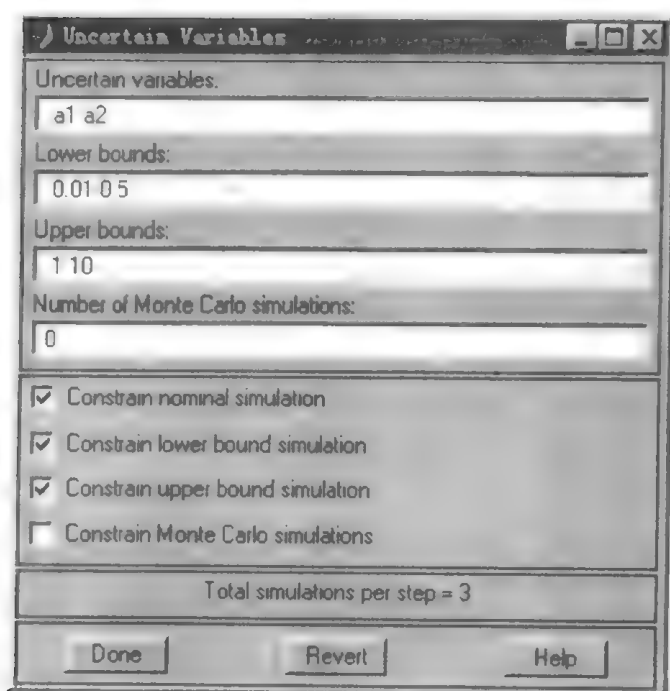 Uncertain Variables
Uncertain variables:
a1 a2
Lower bounds:
0.01 0 5
Upper bounds:
1 10
Number of Monte Carlo simulations:
0
Constrain nominal simulation
Constrain lower bound simulation
Constrain upper bound simulation
Constrain Monte Carlo simulations
Total simulations per step = 3
Done Revert Help